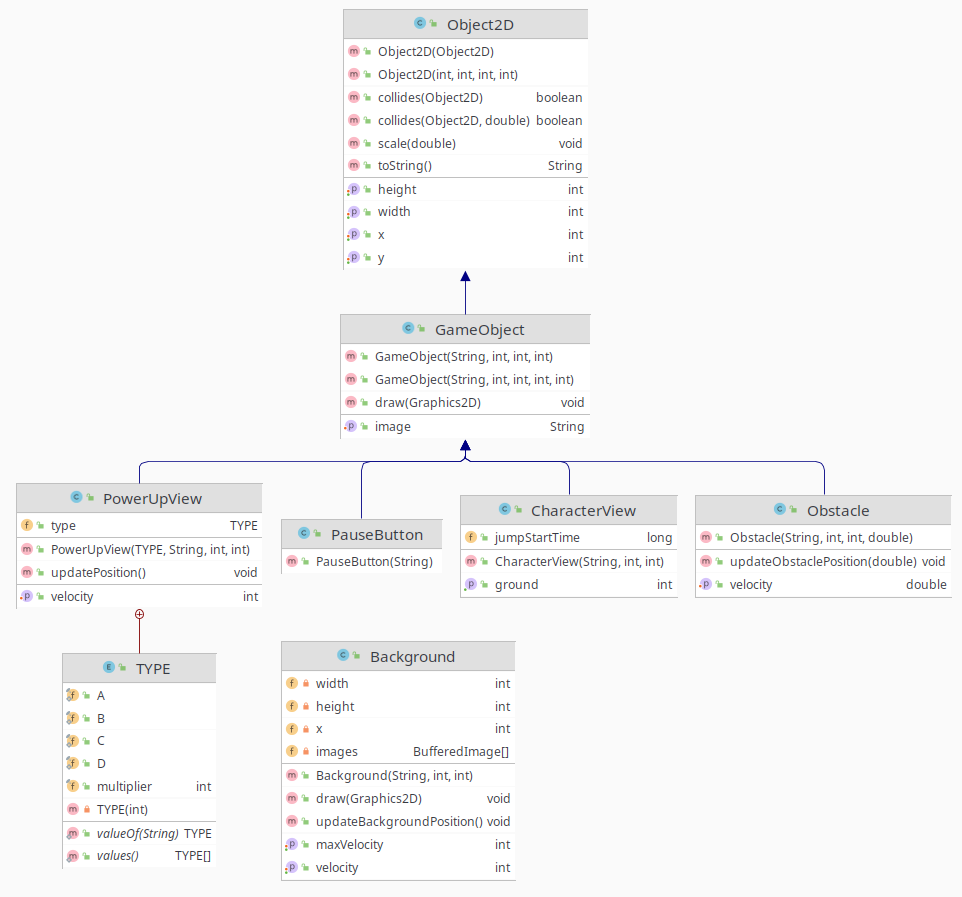 Object2D
Object2D(Object2D)
Object2D(int, int, int, int)
collides(Object2D) boolean
collides(Object2D, double) boolean
scale(double) void
toString() String
height int
width int
x int
y int
GameObject
GameObject(String, int, int, int)
GameObject(String, int, int, int, int)
draw(Graphics2D) void
image String
PowerUpView
type TYPE
PowerUpView(TYPE, String, int, int)
updatePosition() void
velocity int
PauseButton
PauseButton(String)
CharacterView
jumpStartTime long
CharacterView(String, int, int)
ground int
Obstacle
Obstacle(String, int, int, double)
updateObstaclePosition(double) void
velocity double
TYPE
A
B
C
D
multiplier int
TYPE(int)
valueOf(String) TYPE
values() TYPE[]
Background
width int
height int
x int
images BufferedImage[]
Background(String, int, int)
draw(Graphics2D) void
updateBackgroundPosition() void
maxVelocity int
velocity int